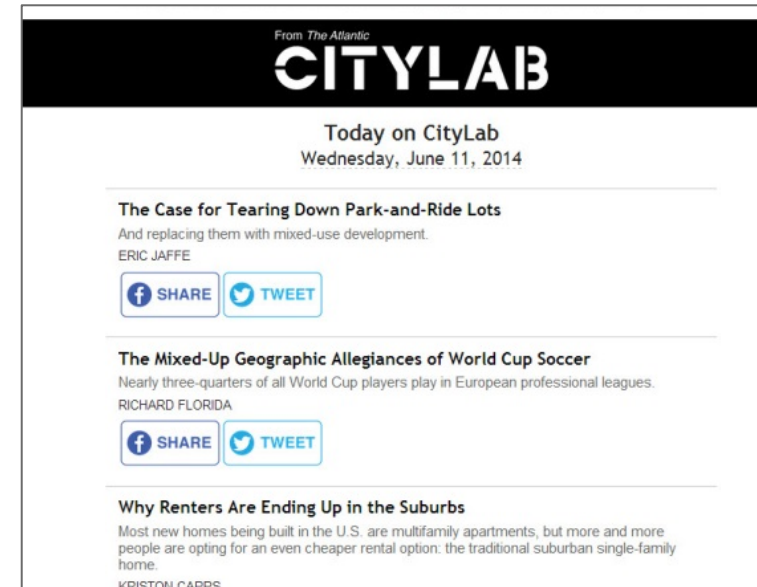 From The Atlantic
CITYLAB
Today on CityLab
Wednesday, June 11, 2014
The Case for Tearing Down Park-and-Ride Lots
And replacing them with mixed-use development.
ERIC JAFFE
SHARE TWEET
The Mixed-Up Geographic Allegiances of World Cup Soccer
Nearly three-quarters of all World Cup players play in European professional leagues.
RICHARD FLORIDA
SHARE TWEET
Why Renters Are Ending Up in the Suburbs
Most new homes being built in the U.S. are multifamily apartments, but more and more
people are opting for an even cheaper rental option: the traditional suburban single-family
home.
KRISTON CAPPS